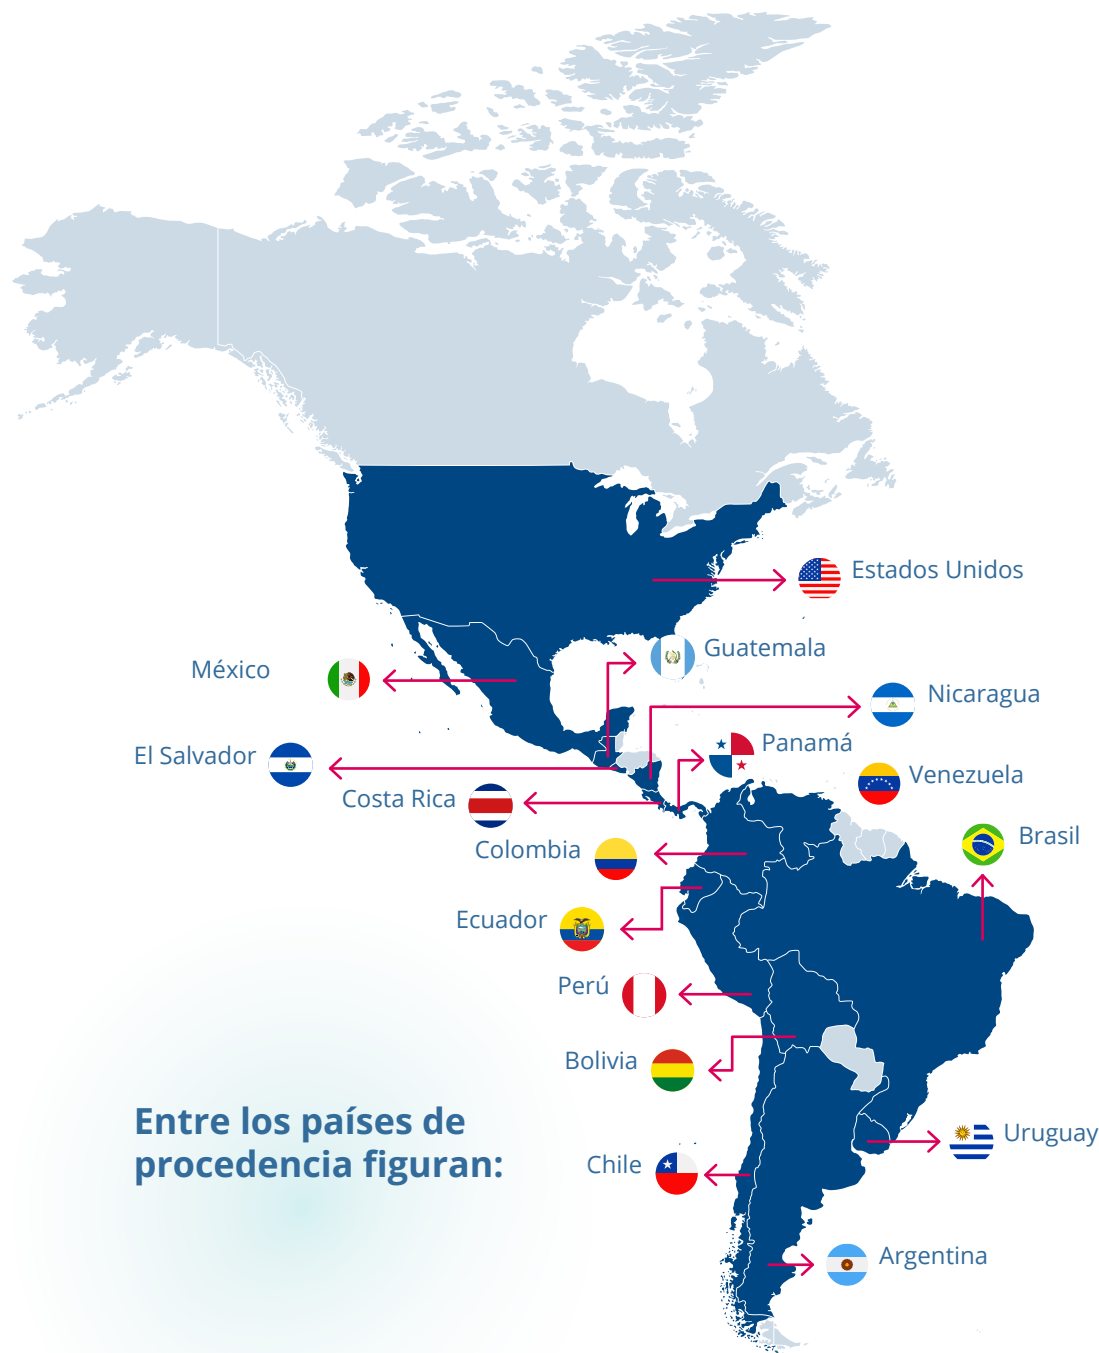 Estados Unidos
Guatemala
México
Nicaragua
Panamá
El Salvador
Venezuela
Costa Rica
Brasil
Colombia
Ecuador
Perú
Bolivia
Entre los países de
procedencia figuran:
Uruguay
Chile
Argentina